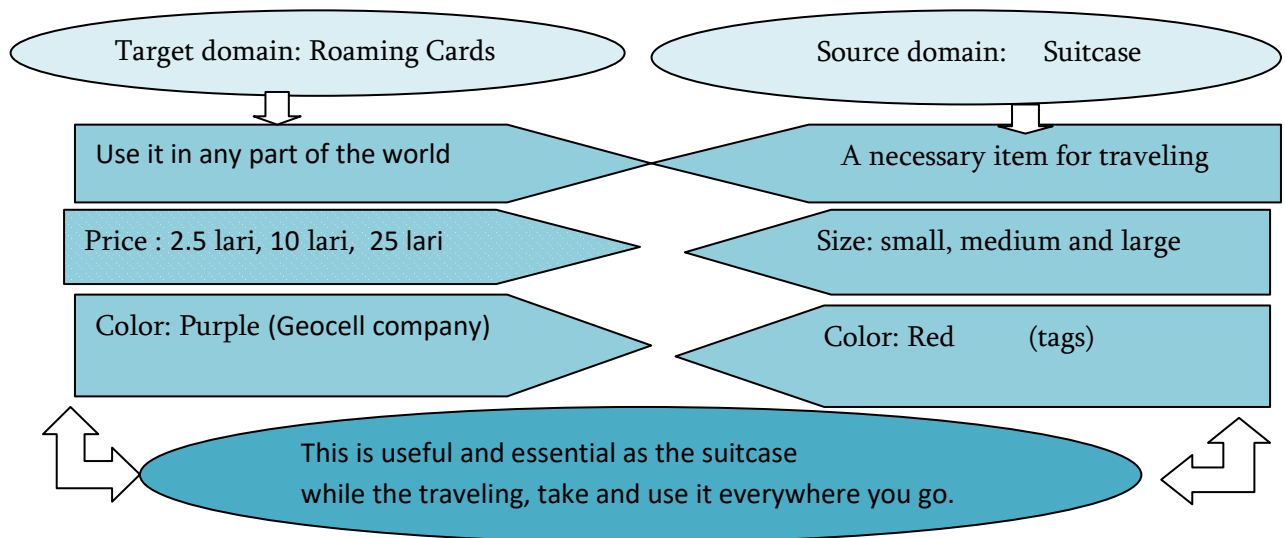 Target domain: Roaming Cards
Source domain: Suitcase
Use it in any part of the world
A necessary item for traveling
Price : 2.5 lari, 10 lari, 25 lari
Size: small, medium and large
Color: Purple (Geocell company)
Color: Red (tags)
This is useful and essential as the suitcase
while the traveling, take and use it everywhere you go.